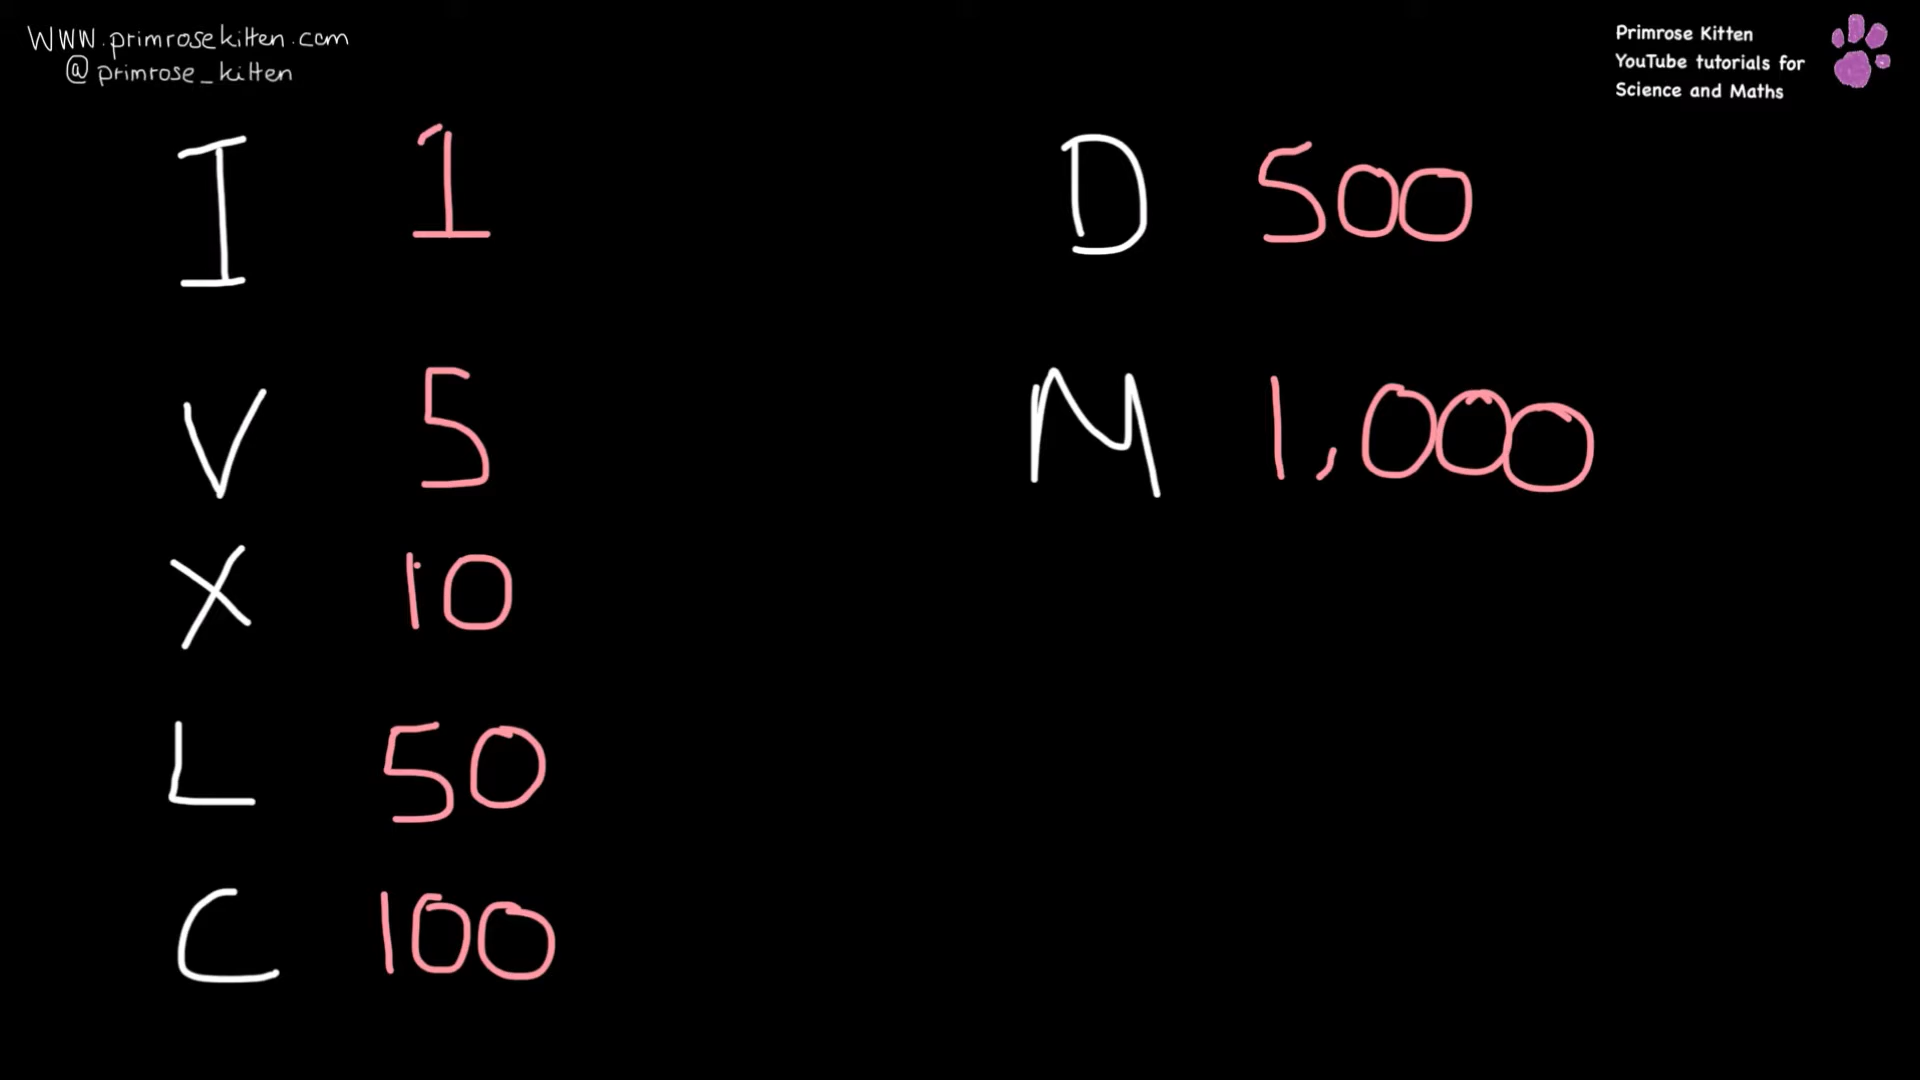 www.primrosekitten.com
@primrose_kitten
Primrose Kitten
YouTube tutorials for
Science and Maths
I 1
V 5
X 10
L 50
C 100
D 500
M 1,000